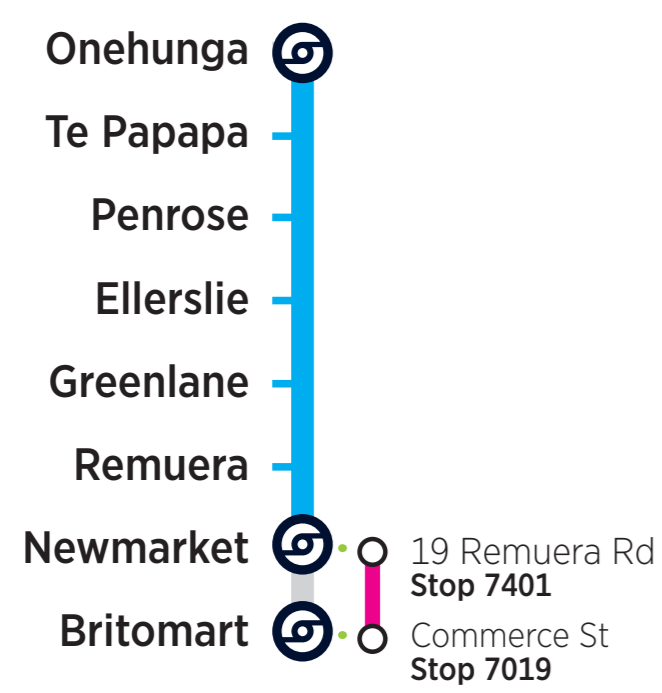 Onehunga
Te Papapa
Penrose
Ellerslie
Greenlane
Remuera
Newmarket
19 Remuera Rd
Stop 7401
Britomart
Commerce St
Stop 7019